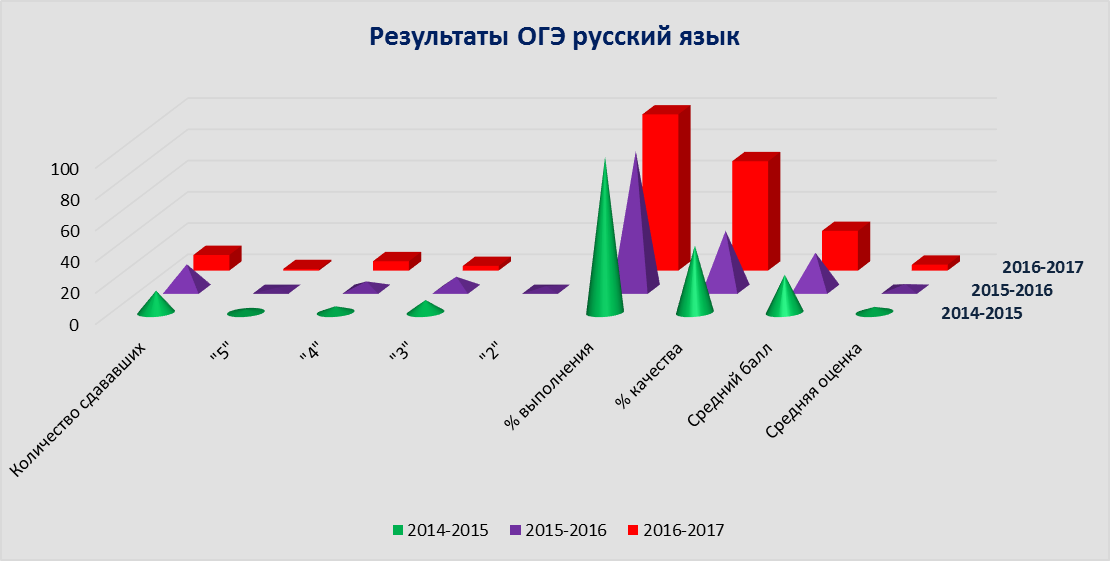 Результаты ОГЭ русский язык
100
80
60
40
20
0
2016-2017
2015-2016
2014-2015
Количество сдававших
"5"
"4"
"3"
"2"
% выполнения
% качества
Средний балл
Средняя оценка
2014-2015
2015-2016
2016-2017